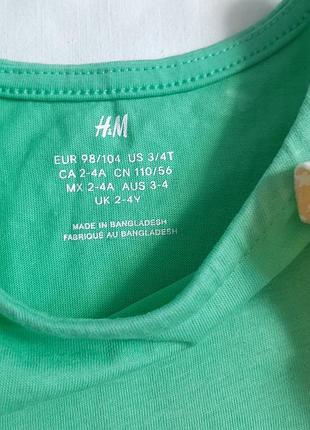 H&M
EUR 98/104 US 3/4T
CA 2-4A CN 110/56
MX 2-4A AUS 3-4
UK 2-4Y
MADE IN BANGLADESH
FABRIQUÉ AU BANGLADESH